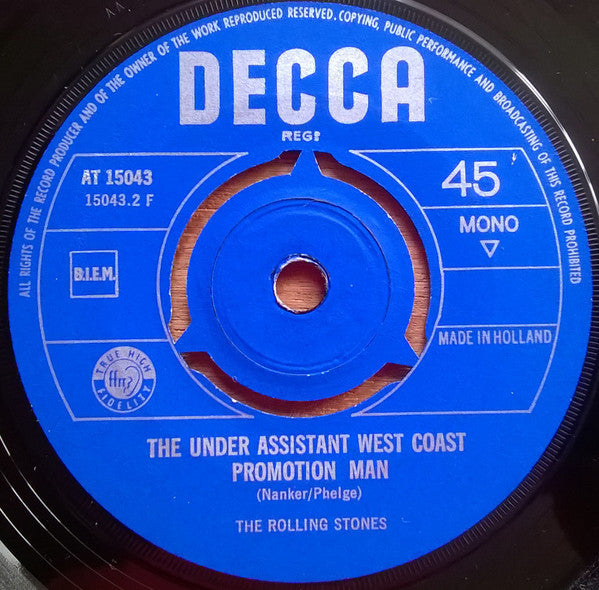 ALL RIGHTS OF THE RECORD PRODUCER AND OF THE OWNER OF THE WORK REPRODUCED RESERVED. COPYING, PUBLIC PERFORMANCE AND BROADCASTING OF THIS RECORD PROHIBITED
DECCA
REGD
AT 15043
15043.2 F
45
MONO
B.I.E.M.
MADE IN HOLLAND
TRUE HIGH
ffrr
FIDELITY
THE UNDER ASSISTANT WEST COAST
PROMOTION MAN
(Nanker/Phelge)
THE ROLLING STONES